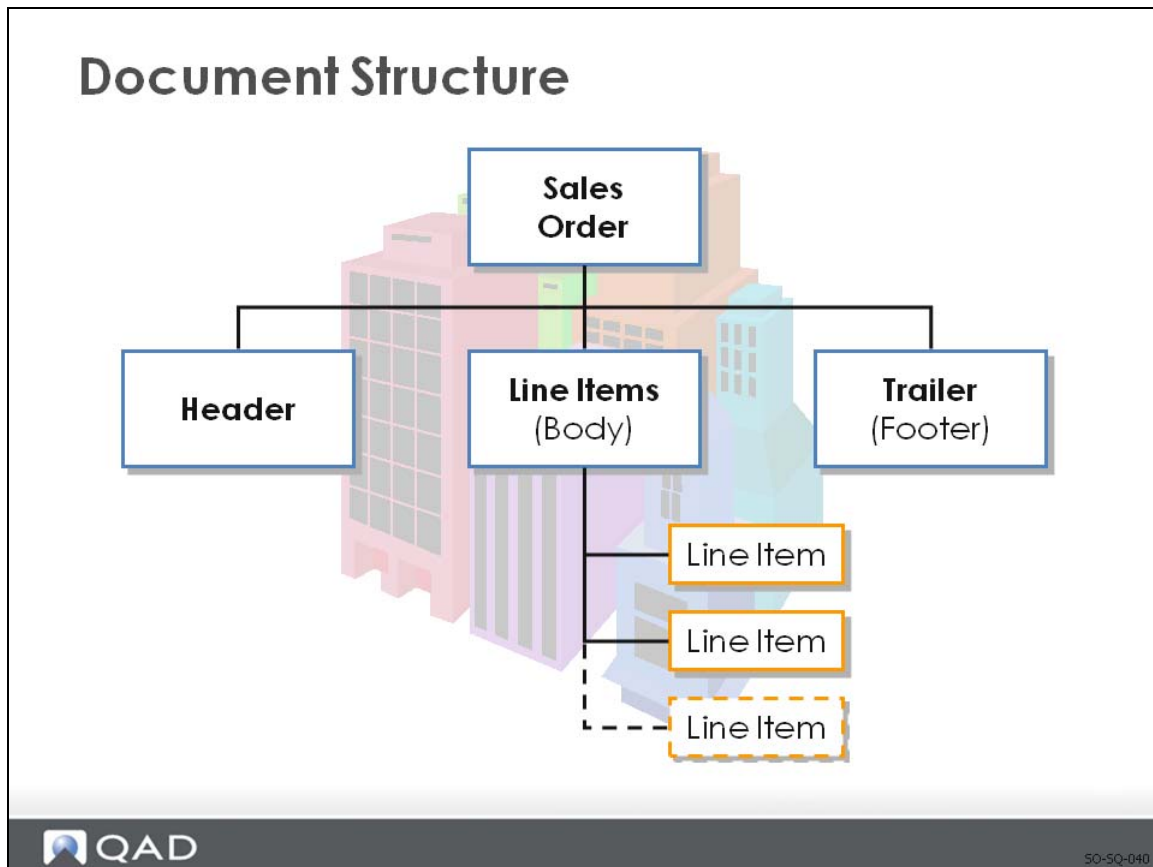 Document Structure
Sales
Order
Header
Line Items
(Body)
Trailer
(Footer)
Line Item
Line Item
Line Item
QAD
SO-SQ-040